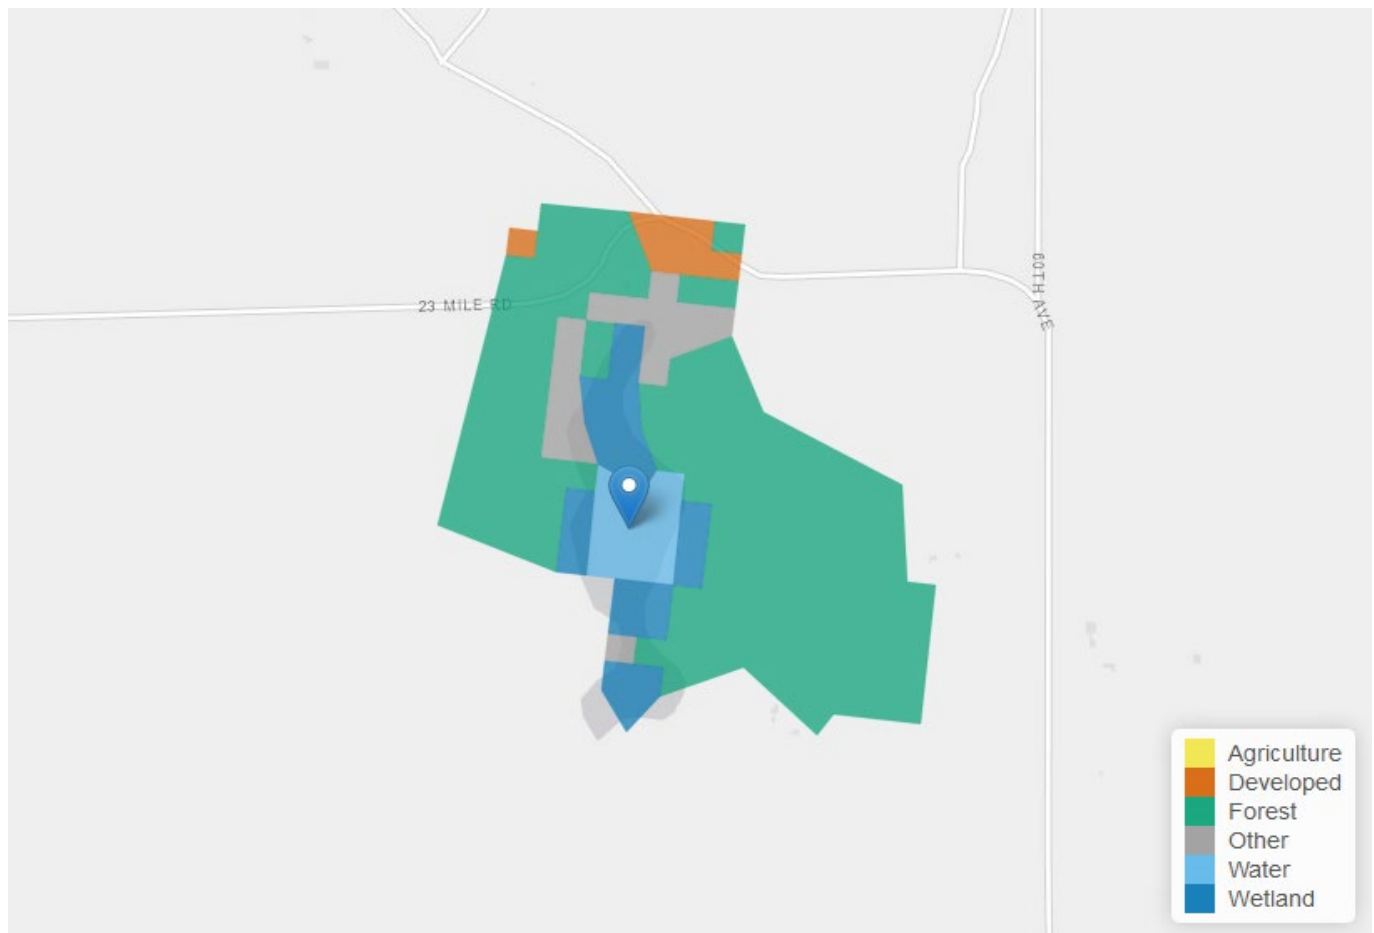 23 MILE RD
60TH AVE
Agriculture
Developed
Forest
Other
Water
Wetland